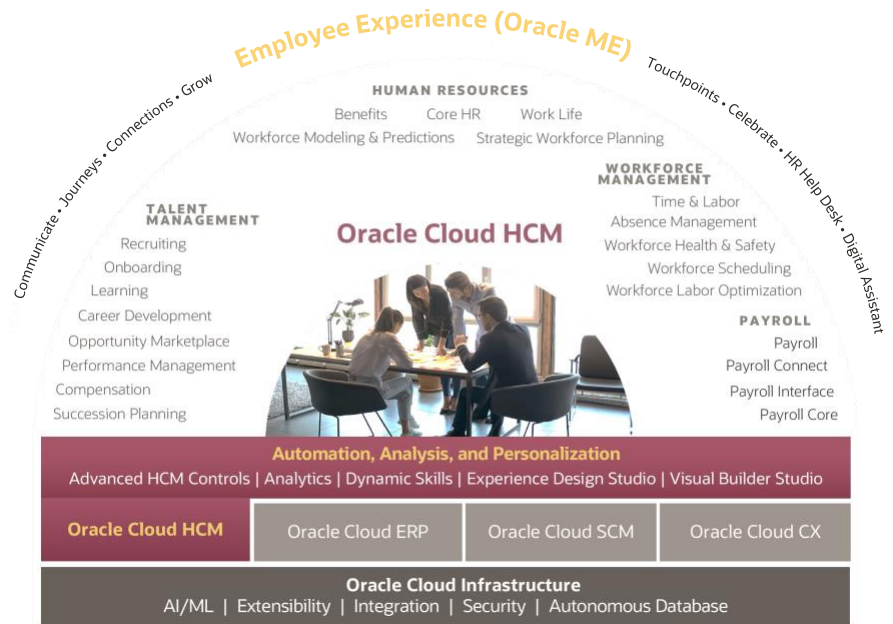 Employee Experience (Oracle ME)
Communicate • Journeys • Connections • Grow
Touchpoints • Celebrate • HR Help Desk • Digital Assistant
HUMAN RESOURCES
Benefits Core HR Work Life
Workforce Modeling & Predictions Strategic Workforce Planning
TALENT
MANAGEMENT
Recruiting
Onboarding
Learning
Career Development
Opportunity Marketplace
Performance Management
Compensation
Succession Planning
Oracle Cloud HCM
WORKFORCE
MANAGEMENT
Time & Labor
Absence Management
Workforce Health & Safety
Workforce Scheduling
Workforce Labor Optimization
PAYROLL
Payroll
Payroll Connect
Payroll Interface
Payroll Core
Automation, Analysis, and Personalization
Advanced HCM Controls | Analytics | Dynamic Skills | Experience Design Studio | Visual Builder Studio
Oracle Cloud HCM
Oracle Cloud ERP
Oracle Cloud SCM
Oracle Cloud CX
Oracle Cloud Infrastructure
AI/ML | Extensibility | Integration | Security | Autonomous Database